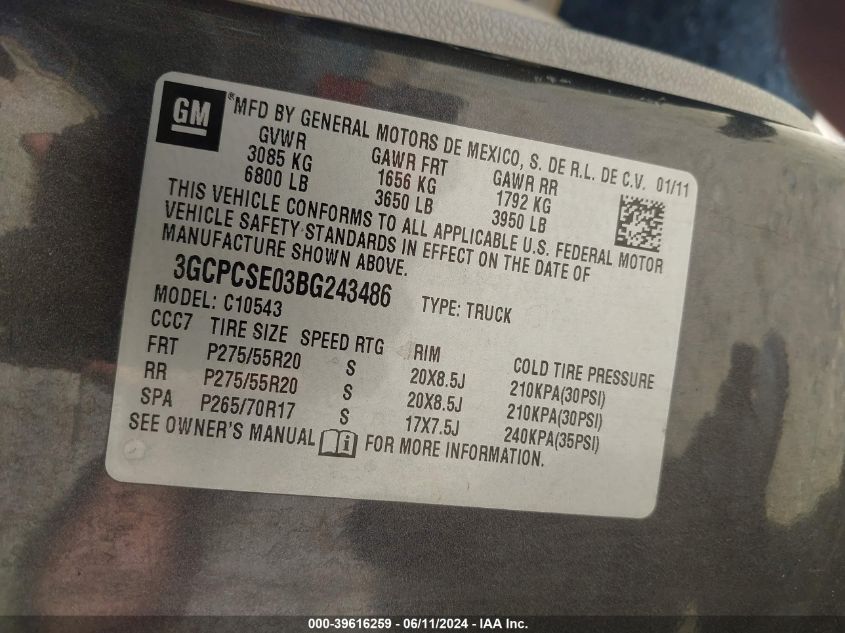 GM
®MFD BY GENERAL MOTORS DE MEXICO, S. DE R.L. DE C.V. 01/11
GVWR GAWR FRT GAWR RR
3085 KG 1656 KG 1792 KG
6800 LB 3650 LB 3950 LB
THIS VEHICLE CONFORMS TO ALL APPLICABLE U.S. FEDERAL MOTOR
VEHICLE SAFETY STANDARDS IN EFFECT ON THE DATE OF
MANUFACTURE SHOWN ABOVE.
3GCPCSE03BG243486 TYPE: TRUCK
MODEL: C10543
CCC7 TIRE SIZE SPEED RTG RIM COLD TIRE PRESSURE
FRT P275/55R20 S 20X8.5J 210KPA(30PSI)
RR P275/55R20 S 20X8.5J 210KPA(30PSI)
SPA P265/70R17 S 17X7.5J 240KPA(35PSI)
SEE OWNER'S MANUAL FOR MORE INFORMATION.
000-39616259 - 06/11/2024 - IAA Inc.